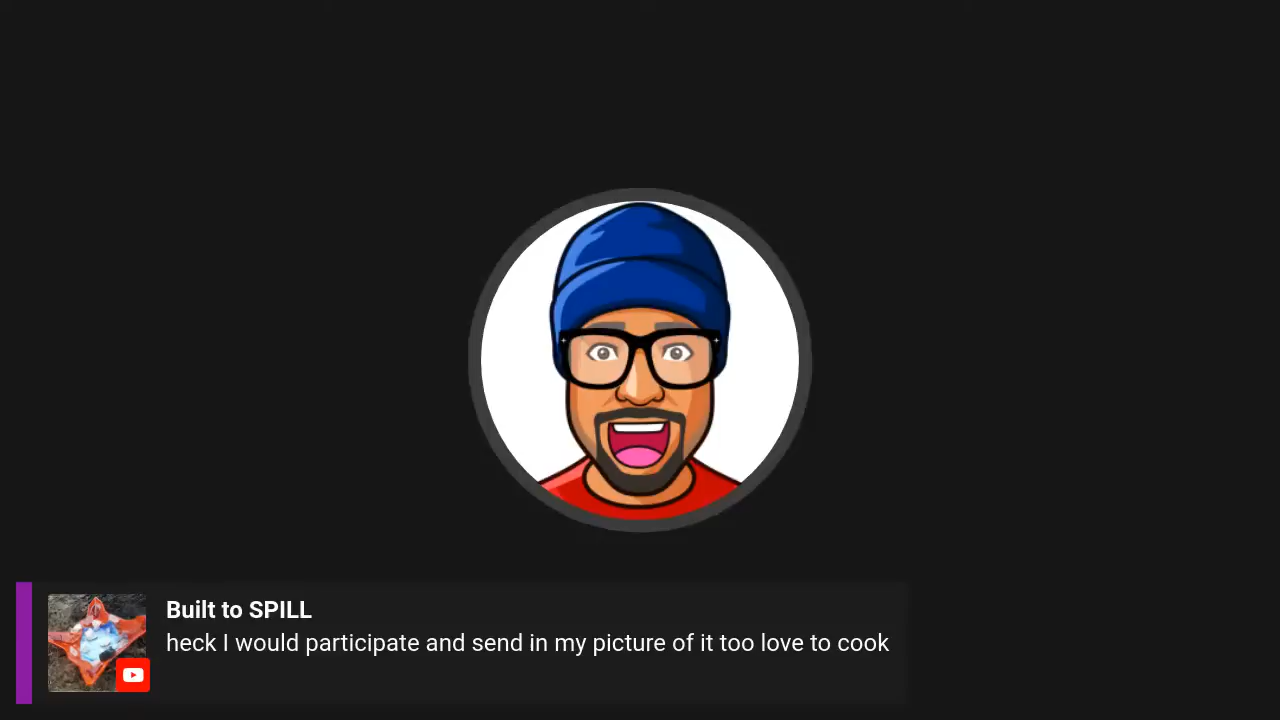 Built to SPILL
heck I would participate and send in my picture of it too love to cook